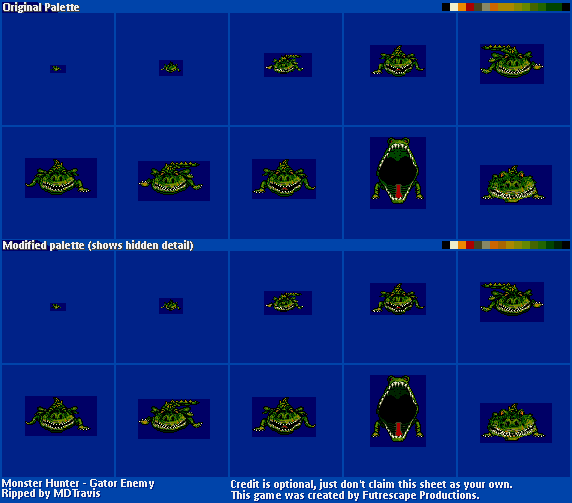 Original Palette
Modified palette (shows hidden detail)
Monster Hunter - Gator Enemy
Ripped by MDTravis
Credit is optional, just don't claim this sheet as your own.
This game was created by Futrescape Productions.